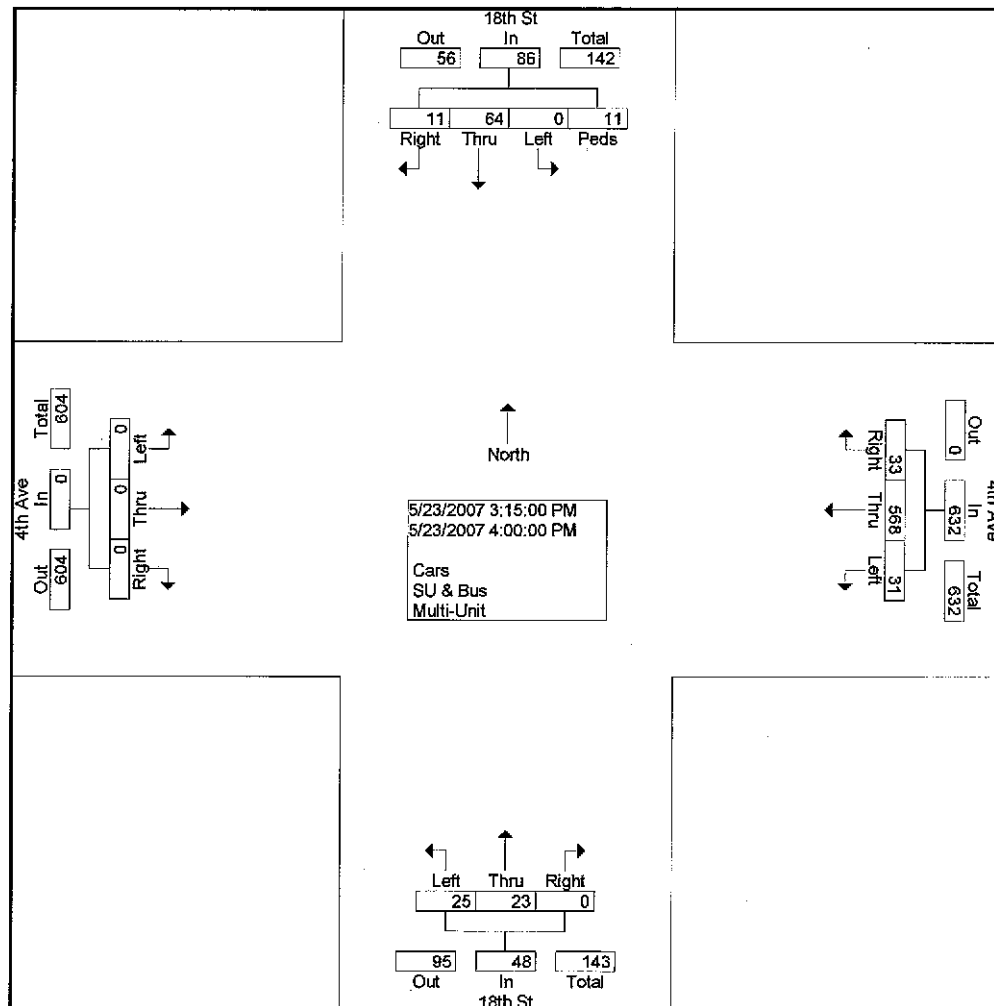 18th St
Out In Total
56 86 142
11 64 0 11
Right Thru Left Peds
4th Ave
Total In Out
604 0 604
0 0 0
Left Thru Right
North
5/23/2007 3:15:00 PM
5/23/2007 4:00:00 PM
Cars
SU & Bus
Multi-Unit
4th Ave
Out In Total
0 632 632
33 568 31
Right Thru Left
Left Thru Right
25 23 0
95 48 143
Out In Total
18th St